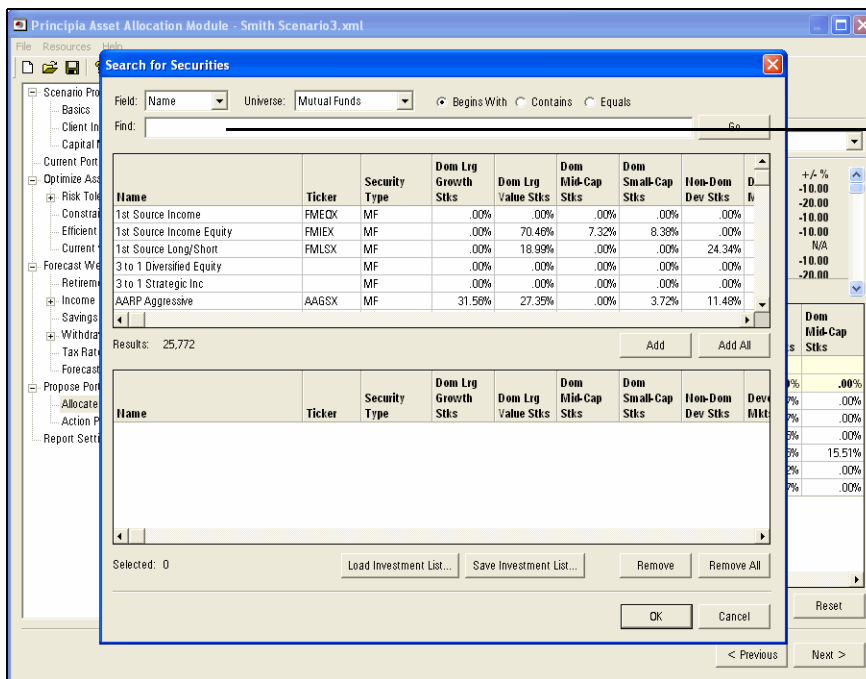 Principia Asset Allocation Module - Smith Scenario3.xml
File Resources Help
Search for Securities
Field: Name Universe: Mutual Funds Begins With Contains Equals
Find: Go
Name Ticker Security Type Dom Lrg Growth Stks Dom Lrg Value Stks Dom Mid-Cap Stks Dom Small-Cap Stks Non-Dom Dev Stks
1st Source Income FMEOX MF .00% .00% .00% .00% .00%
1st Source Income Equity FMIEX MF .00% 70.46% 7.32% 8.38% .00%
1st Source Long/Short FMLSX MF .00% 18.99% .00% .00% 24.34%
3 to 1 Diversified Equity MF .00% .00% .00% .00% .00%
3 to 1 Strategic Inc MF .00% .00% .00% .00% .00%
AARP Aggressive AAGSX MF 31.56% 27.35% .00% 3.72% 11.48%
Results: 25,772 Add Add All
Name Ticker Security Type Dom Lrg Growth Stks Dom Lrg Value Stks Dom Mid-Cap Stks Dom Small-Cap Stks Non-Dom Dev Stks Deve Mkts
Selected: 0 Load Investment List... Save Investment List... Remove Remove All
OK Cancel
Scenario Pro
Basics
Client In
Capital M
Current Port
Optimize Ass
Risk Tole
Constrai
Efficient
Current
Forecast We
Retirem
Income
Savings
Withdra
Tax Rate
Forecast
Propose Port
Allocate
Action P
Report Setti
+/- %
-10.00
-20.00
-10.00
-10.00
N/A
-10.00
-20.00
Dom Mid-Cap Stks
.00%
.00%
.00%
.00%
15.51%
.00%
.00%
Reset
< Previous Next >